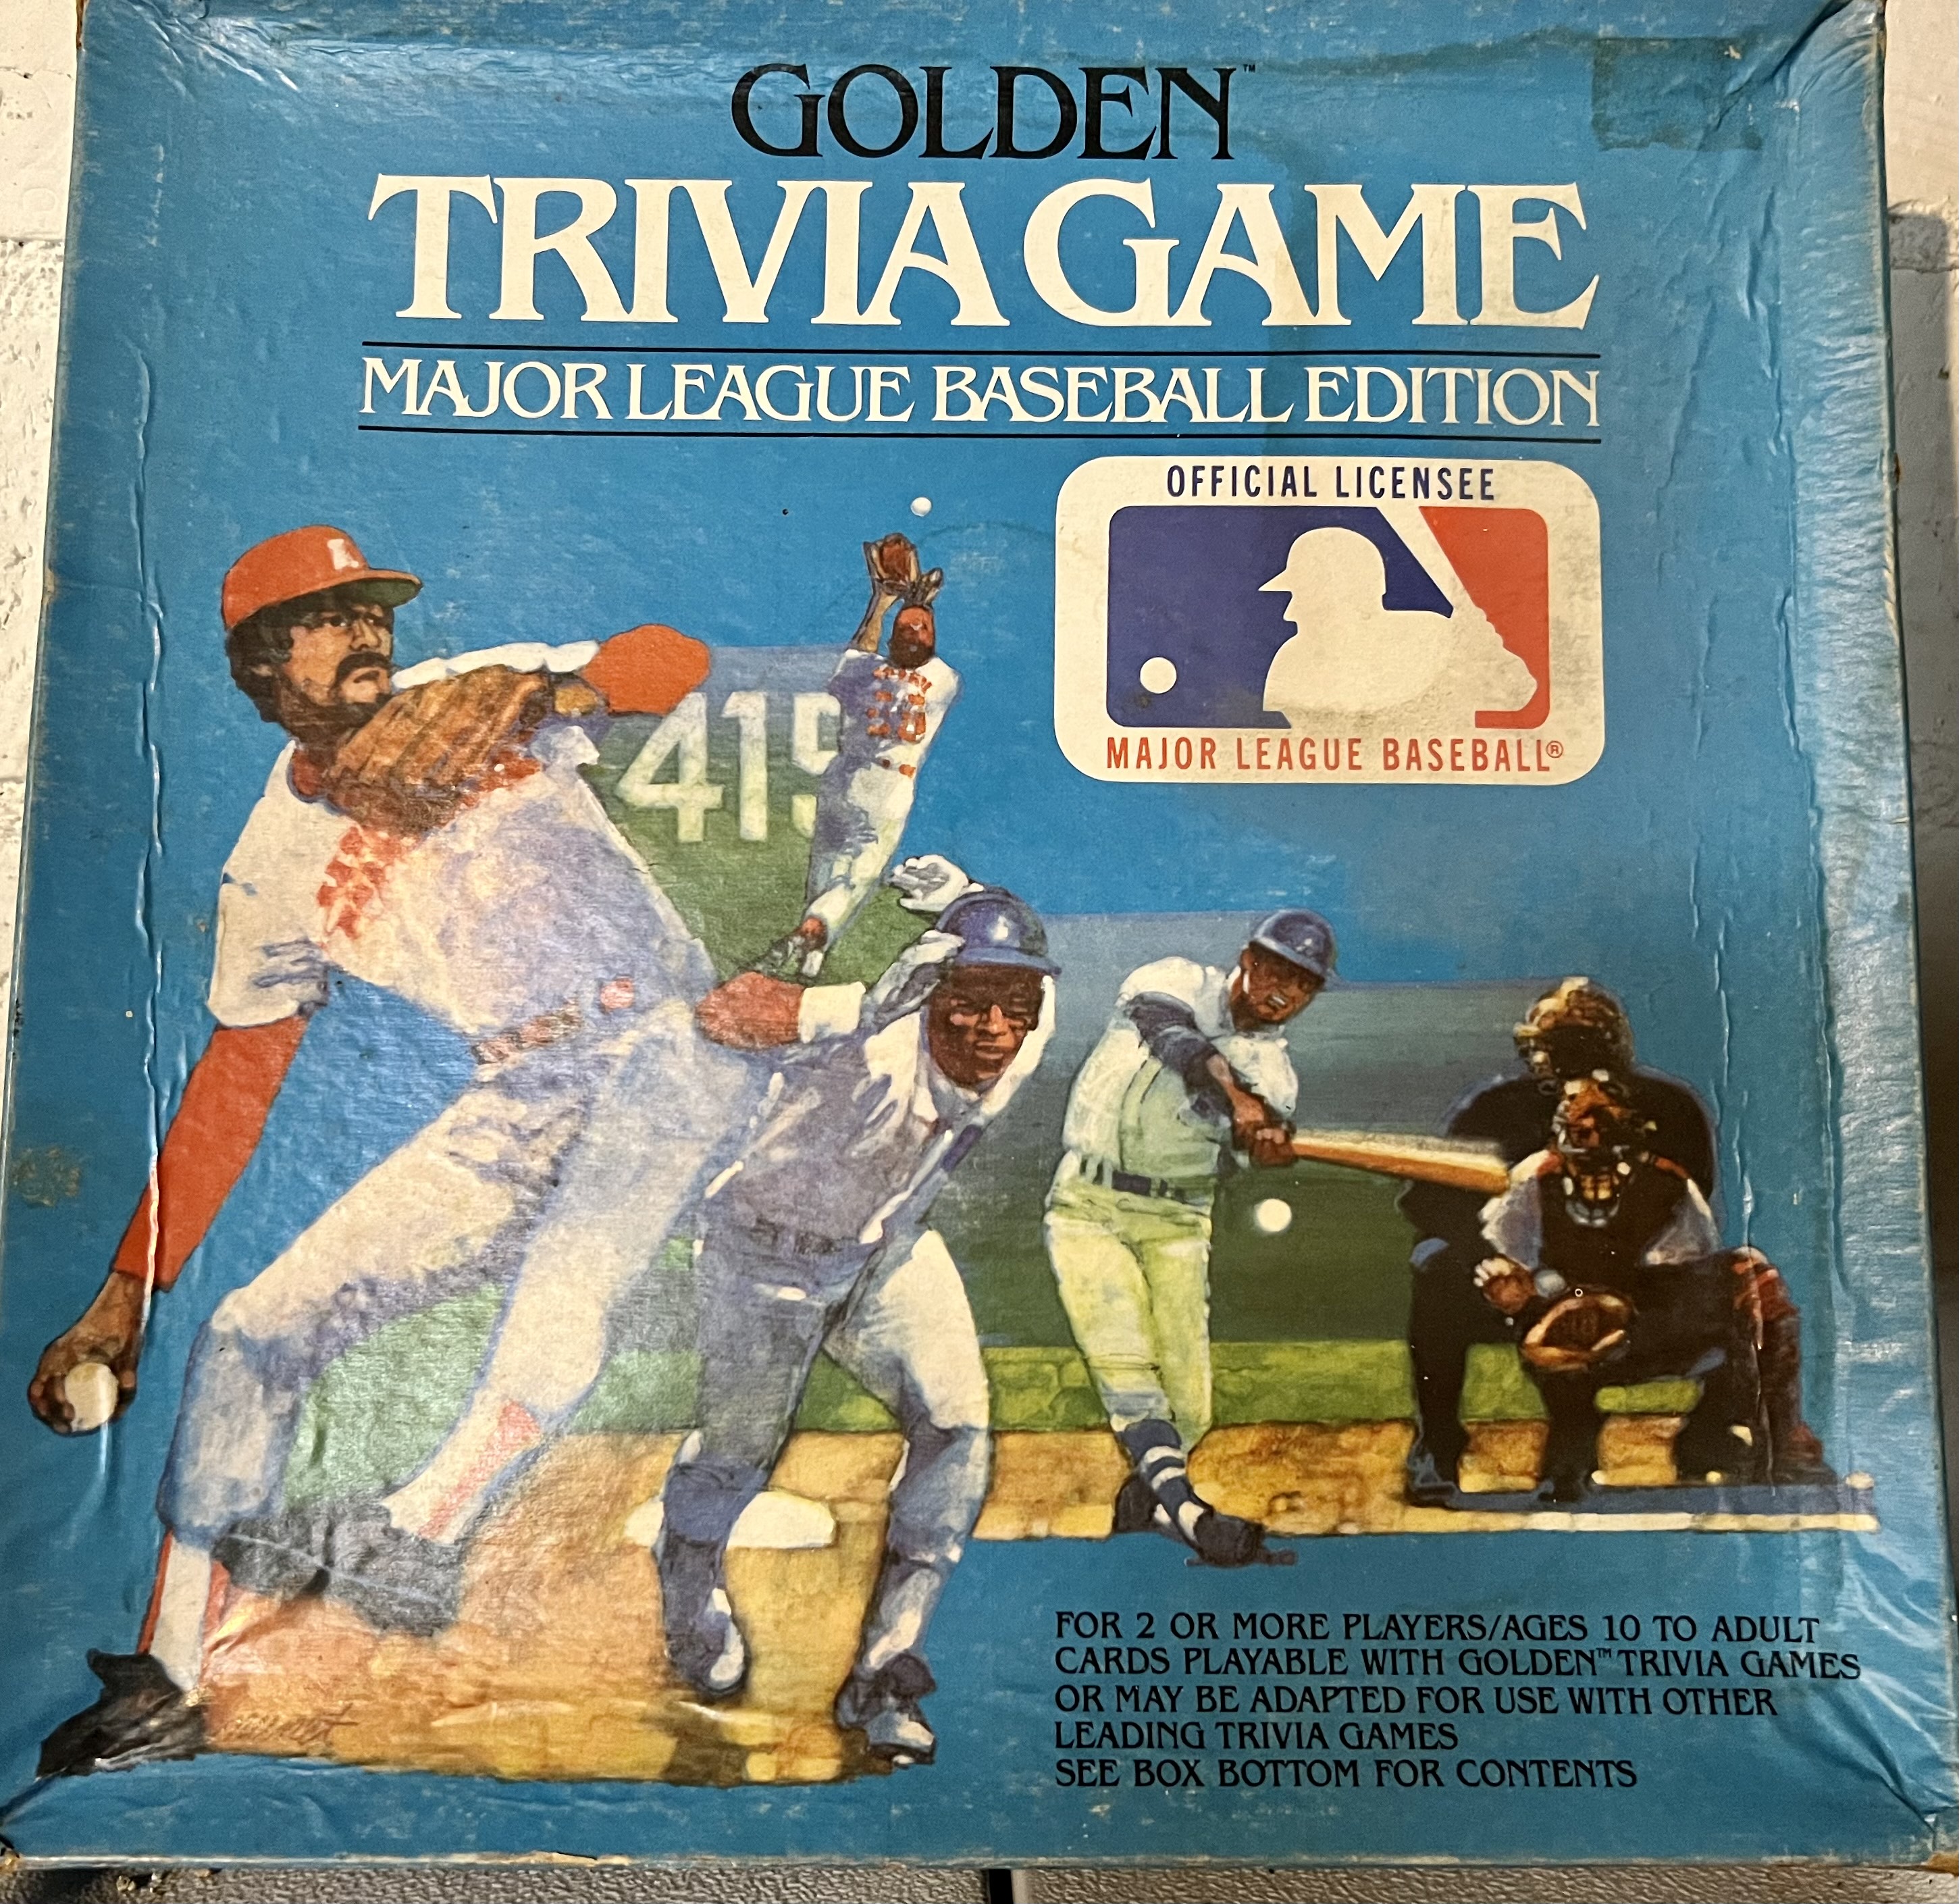 GOLDEN™
TRIVIA GAME
MAJOR LEAGUE BASEBALL EDITION
OFFICIAL LICENSEE
MAJOR LEAGUE BASEBALL®
415
FOR 2 OR MORE PLAYERS/AGES 10 TO ADULT
CARDS PLAYABLE WITH GOLDEN™ TRIVIA GAMES
OR MAY BE ADAPTED FOR USE WITH OTHER
LEADING TRIVIA GAMES
SEE BOX BOTTOM FOR CONTENTS